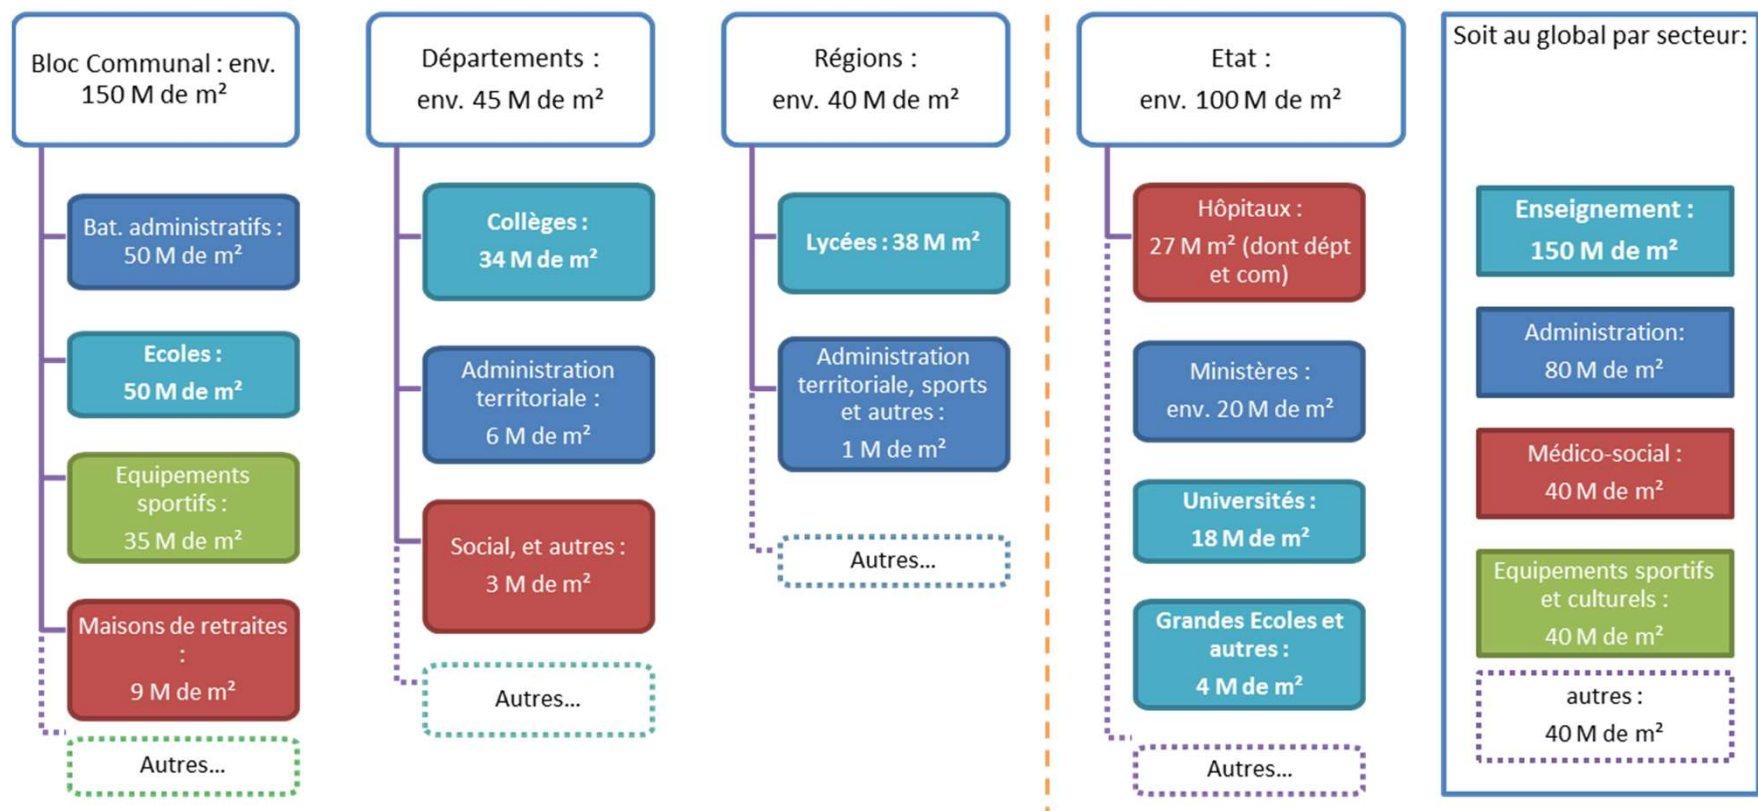 Bloc Communal : env.
150 M de m²
Bat. administratifs :
50 M de m²
Ecoles :
50 M de m²
Equipements
sportifs :
35 M de m²
Maisons de retraites
:
9 M de m²
Autres...
Départements :
env. 45 M de m²
Collèges :
34 M de m²
Administration
territoriale :
6 M de m²
Social, et autres :
3 M de m²
Autres...
Régions :
env. 40 M de m²
Lycées : 38 M m²
Administration
territoriale, sports
et autres :
1 M de m²
Autres...
Etat :
env. 100 M de m²
Hôpitaux :
27 M m² (dont dépt
et com)
Ministères :
env. 20 M de m²
Universités :
18 M de m²
Grandes Ecoles et
autres :
4 M de m²
Autres...
Soit au global par secteur:
Enseignement :
150 M de m²
Administration:
80 M de m²
Médico-social :
40 M de m²
Equipements sportifs
et culturels :
40 M de m²
autres :
40 M de m²